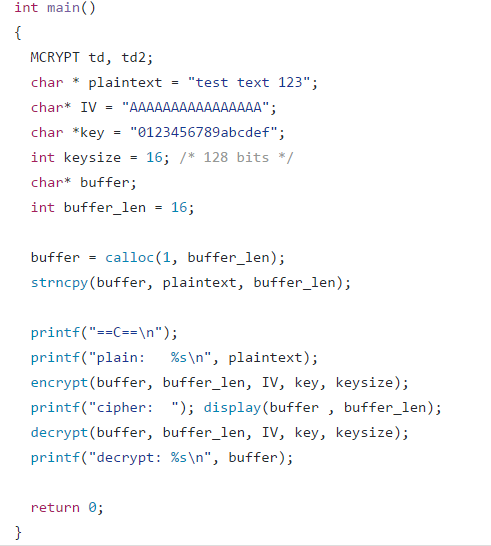 int main()
{
  MCRYPT td, td2;
  char * plaintext = "test text 123";
  char* IV = "AAAAAAAAAAAAAAAA";
  char *key = "0123456789abcdef";
  int keysize = 16; /* 128 bits */
  char* buffer;
  int buffer_len = 16;

  buffer = calloc(1, buffer_len);
  strncpy(buffer, plaintext, buffer_len);

  printf("==C==\n");
  printf("plain:   %s\n", plaintext);
  encrypt(buffer, buffer_len, IV, key, keysize);
  printf("cipher:  "); display(buffer , buffer_len);
  decrypt(buffer, buffer_len, IV, key, keysize);
  printf("decrypt: %s\n", buffer);

  return 0;
}